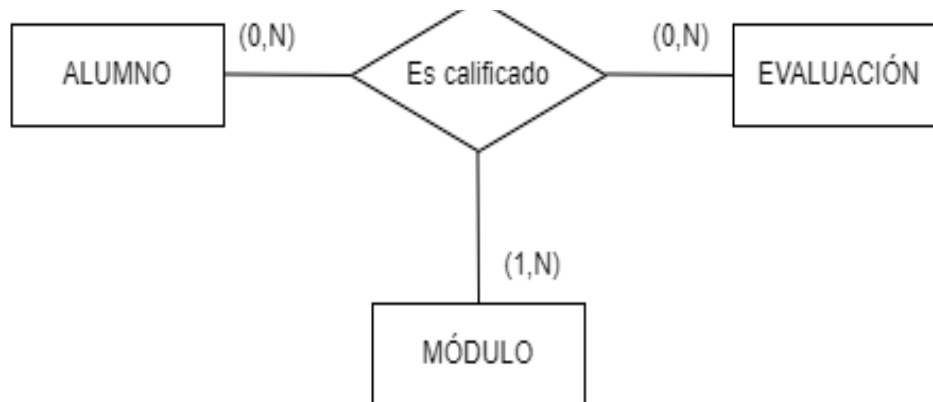 (0,N)
(0,N)
ALUMNO
Es calificado
EVALUACIÓN
(1,N)
MÓDULO